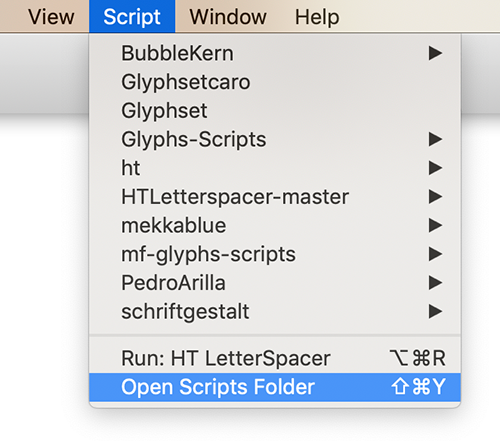 View Script Window Help
BubbleKern ▶
Glyphsetcaro
Glyphset
Glyphs-Scripts ▶
ht ▶
HTLetterspacer-master ▶
mekkablue ▶
mf-glyphs-scripts ▶
PedroArilla ▶
schriftgestalt ▶
Run: HT LetterSpacer ⌥⌘R
Open Scripts Folder ⇧⌘Y